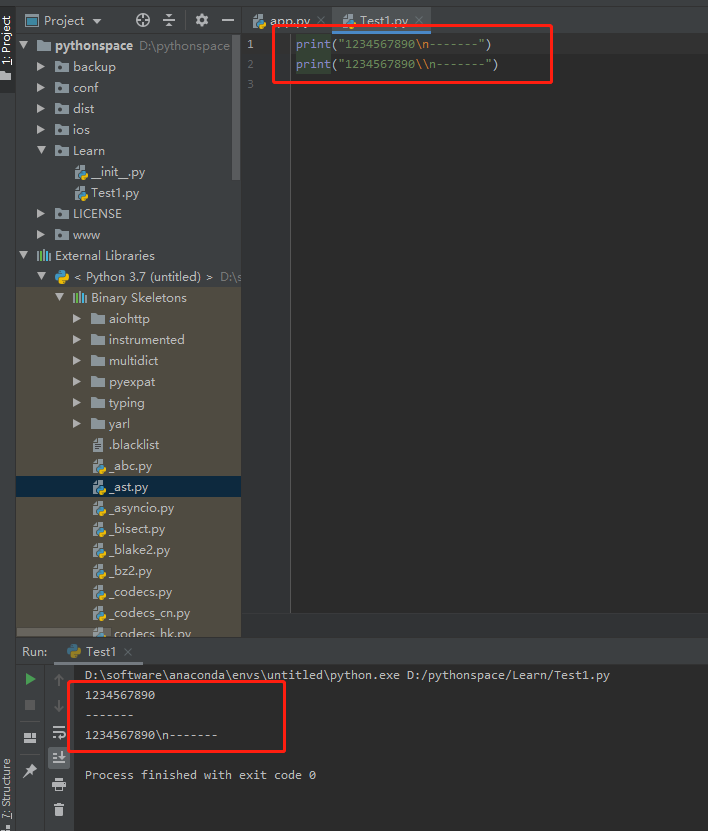 Project
app.py
Test1.py
1: Project
pythonspace D:\pythonspace
backup
conf
dist
ios
Learn
__init__.py
Test1.py
LICENSE
www
External Libraries
< Python 3.7 (untitled) > D:\s
Binary Skeletons
aiohttp
instrumented
multidict
pyexpat
typing
yarl
.blacklist
_abc.py
_ast.py
_asyncio.py
_bisect.py
_blake2.py
_bz2.py
_codecs.py
_codecs_cn.py
_codecs_hk.py
1 print("1234567890\n-------")
2 print("1234567890\\n-------")
3
Run: Test1
D:\software\anaconda\envs\untitled\python.exe D:/pythonspace/Learn/Test1.py
1234567890
-------
1234567890\n-------
Process finished with exit code 0
7: Structure